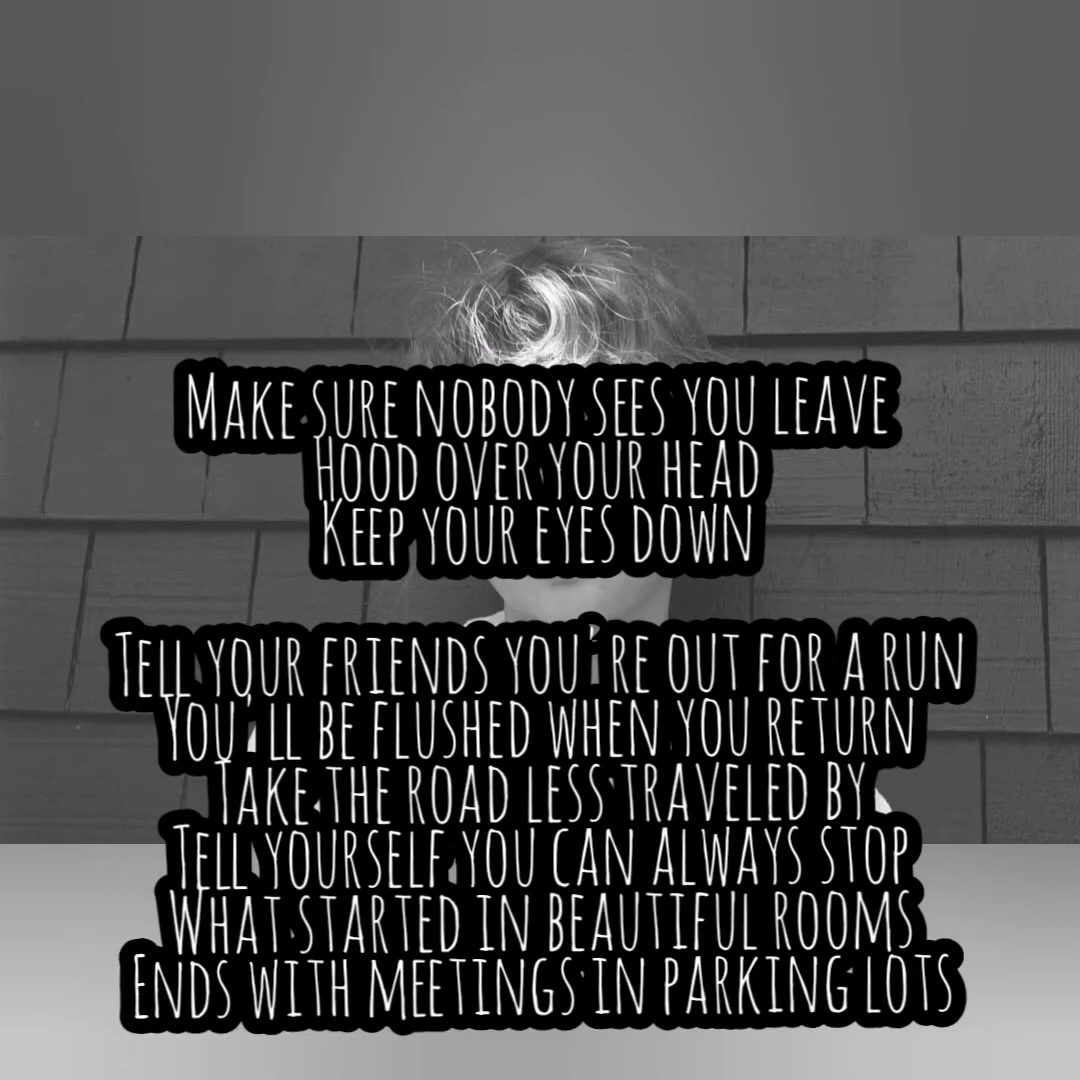 Make sure nobody sees you leave
Hood over your head
Keep your eyes down
Tell your friends you're out for a run
You'll be flushed when you return
Take the road less traveled by
Tell yourself you can always stop
What started in beautiful rooms
Ends with meetings in parking lots